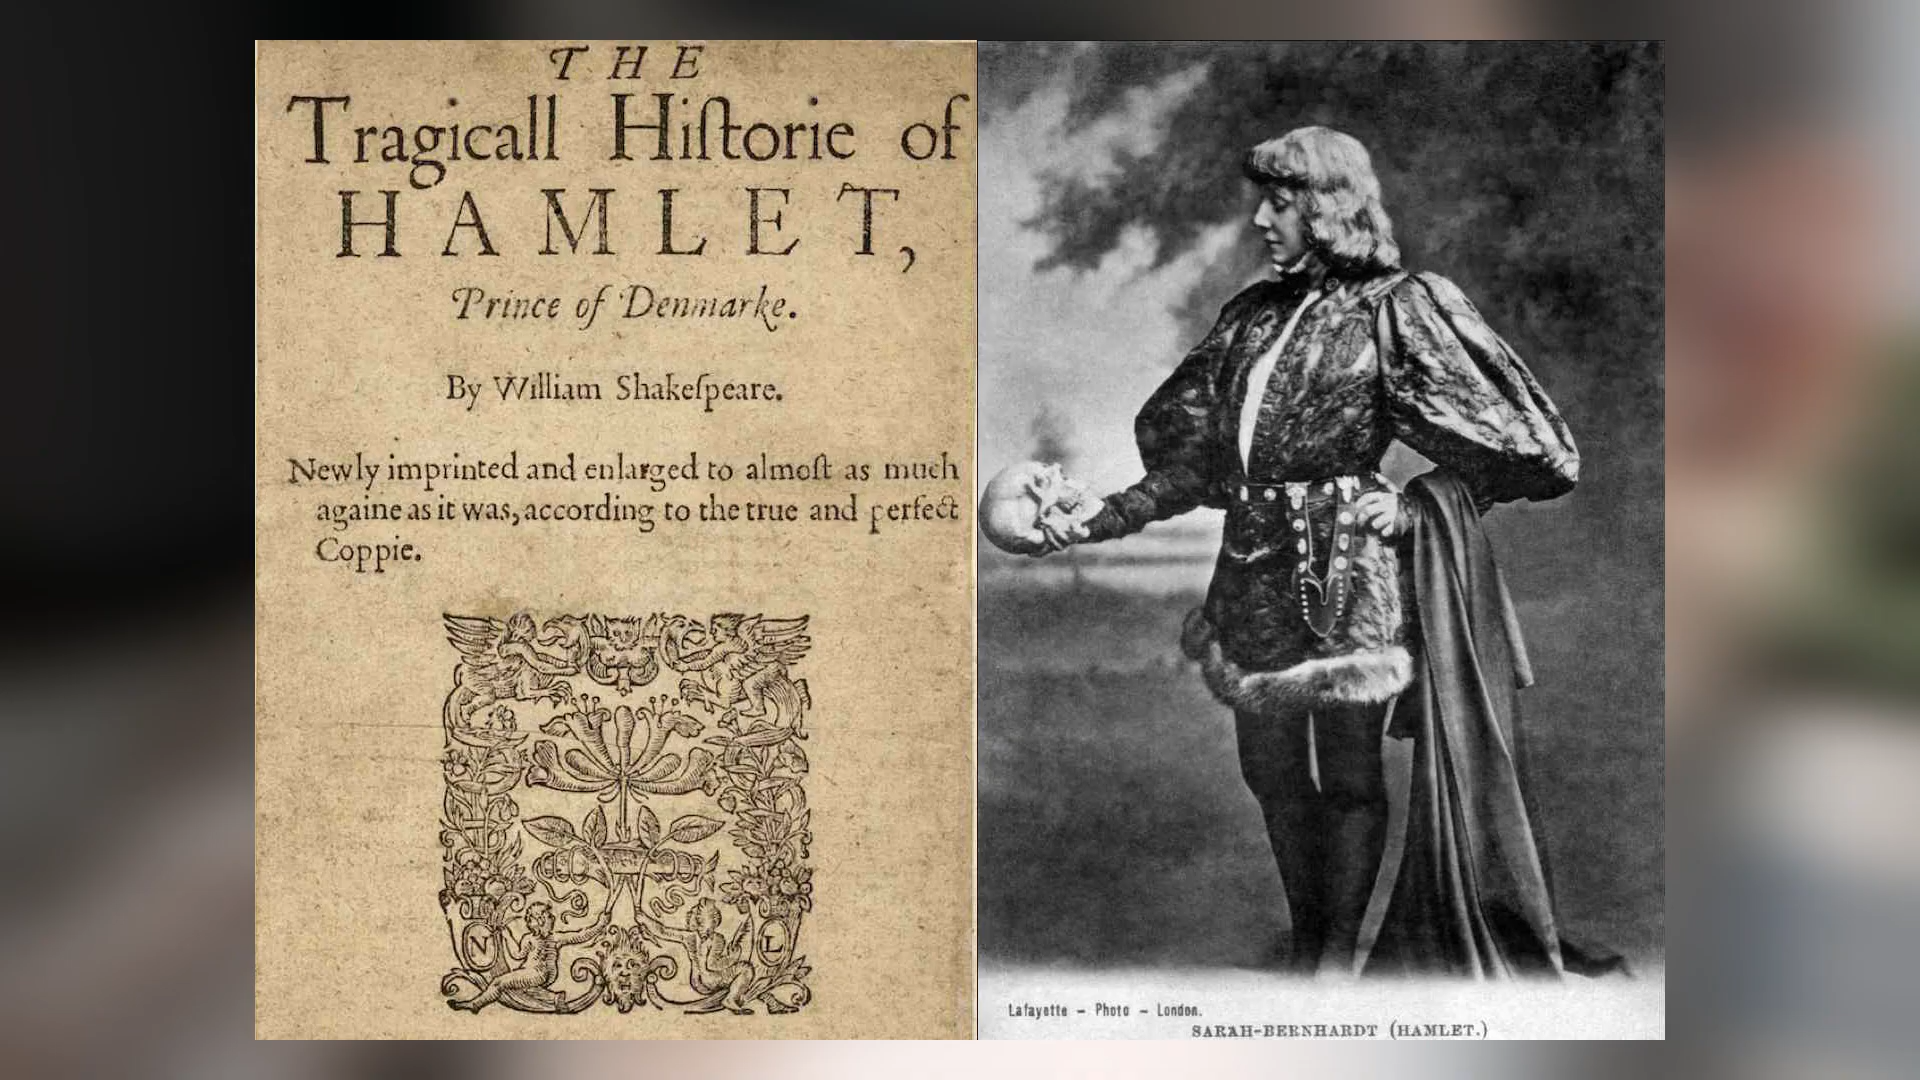 THE
Tragicall Hiſtorie of
HAMLET,
Prince of Denmarke.
By William Shakeſpeare.
Newly imprinted and enlarged to almoſt as much
againe as it was, according to the true and perfect
Coppie.
N L
Lafayette - Photo - London.
SARAH-BERNHARDT (HAMLET.)